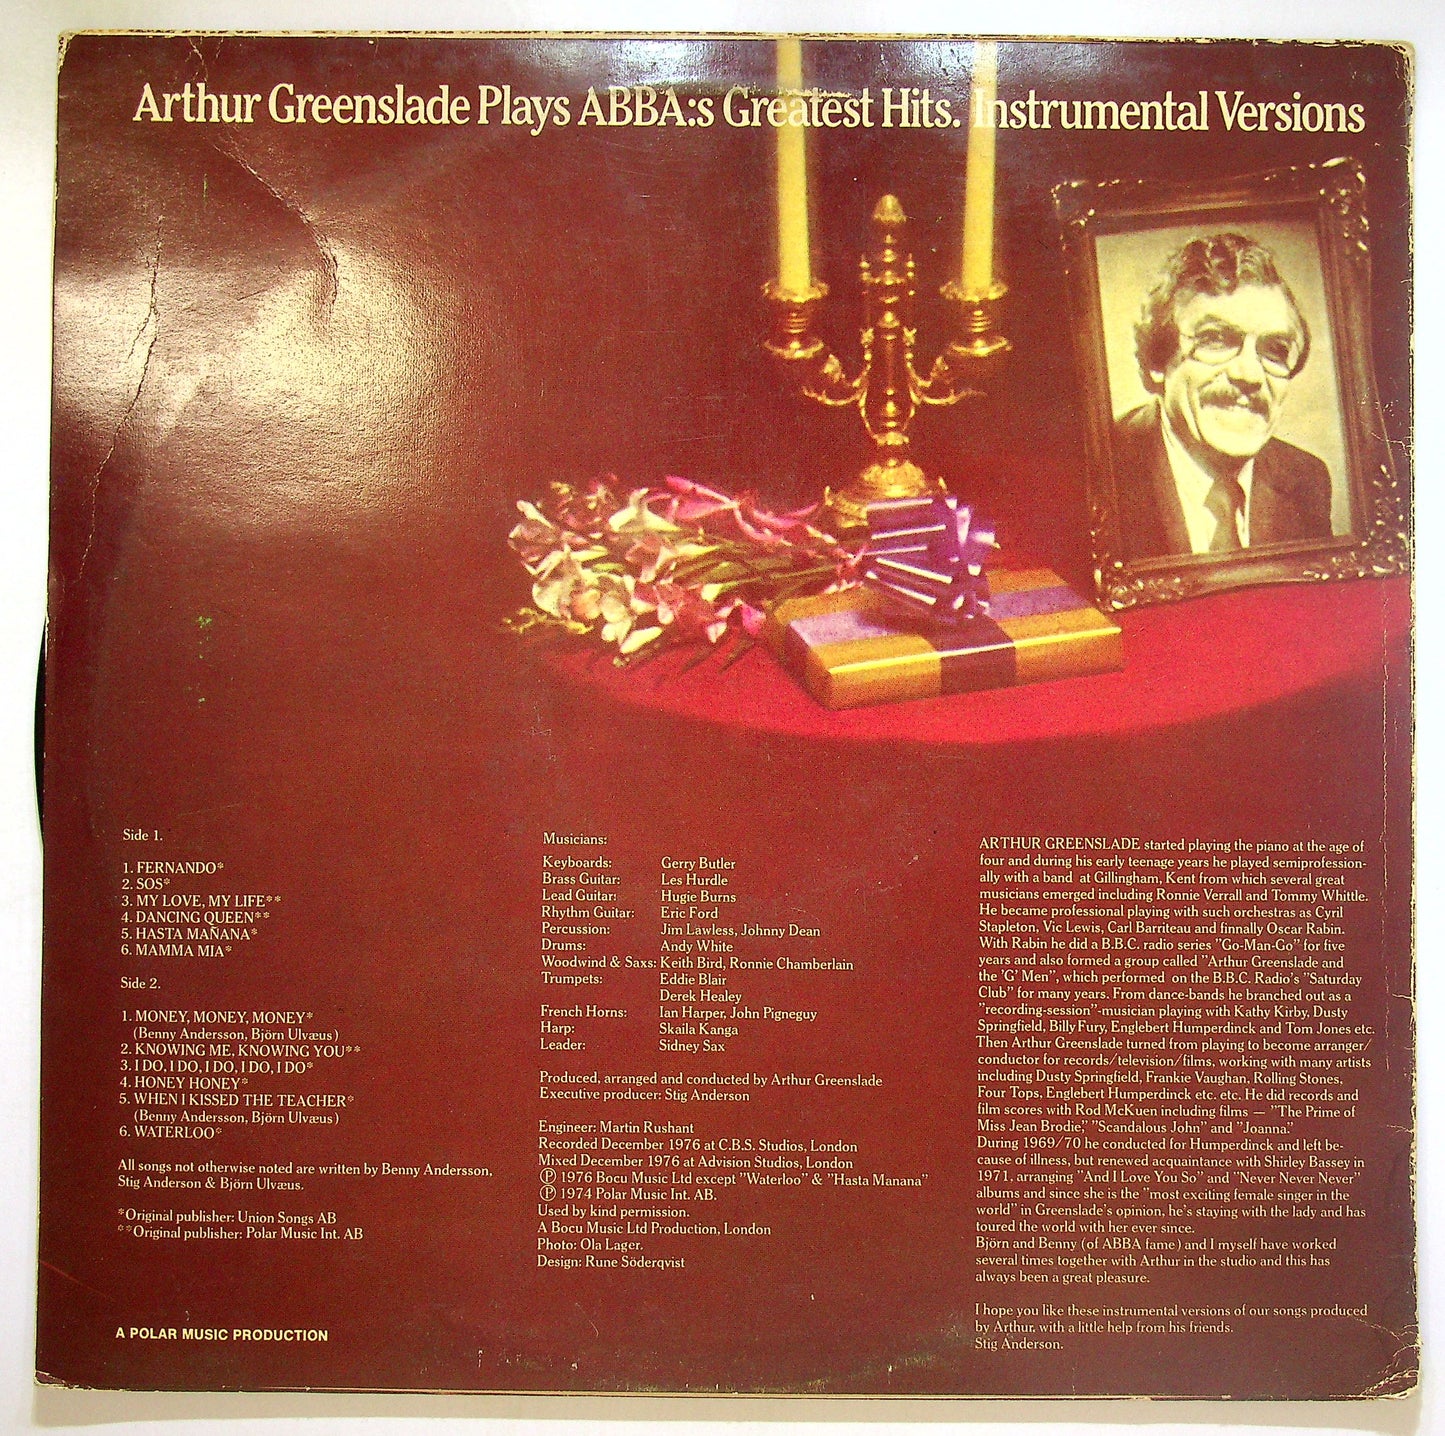 Arthur Greenslade Plays ABBA:s Greatest Hits. Instrumental Versions
Side 1.
1. FERNANDO*
2. SOS*
3. MY LOVE, MY LIFE**
4. DANCING QUEEN**
5. HASTA MAÑANA*
6. MAMMA MIA*
Side 2.
1. MONEY, MONEY, MONEY*
(Benny Andersson, Björn Ulvæus)
2. KNOWING ME, KNOWING YOU**
3. I DO, I DO, I DO, I DO, I DO*
4. HONEY HONEY*
5. WHEN I KISSED THE TEACHER*
(Benny Andersson, Björn Ulvæus)
6. WATERLOO*
All songs not otherwise noted are written by Benny Andersson,
Stig Anderson & Björn Ulvæus.
*Original publisher: Union Songs AB
**Original publisher: Polar Music Int. AB
A POLAR MUSIC PRODUCTION
Musicians:
Keyboards: Gerry Butler
Brass Guitar: Les Hurdle
Lead Guitar: Hugie Burns
Rhythm Guitar: Eric Ford
Percussion: Jim Lawless, Johnny Dean
Drums: Andy White
Woodwind & Saxs: Keith Bird, Ronnie Chamberlain
Trumpets: Eddie Blair
Derek Healey
French Horns: Ian Harper, John Pigneguy
Harp: Skaila Kanga
Leader: Sidney Sax
Produced, arranged and conducted by Arthur Greenslade
Executive producer: Stig Anderson
Engineer: Martin Rushant
Recorded December 1976 at C.B.S. Studios, London
Mixed December 1976 at Advision Studios, London
Ⓟ 1976 Bocu Music Ltd except "Waterloo" & "Hasta Manana"
Ⓟ 1974 Polar Music Int. AB.
Used by kind permission.
A Bocu Music Ltd Production, London
Photo: Ola Lager.
Design: Rune Söderqvist
ARTHUR GREENSLADE started playing the piano at the age of
four and during his early teenage years he played semiprofession-
ally with a band at Gillingham, Kent from which several great
musicians emerged including Ronnie Verrall and Tommy Whittle.
He became professional playing with such orchestras as Cyril
Stapleton, Vic Lewis, Carl Barriteau and finnally Oscar Rabin.
With Rabin he did a B.B.C. radio series "Go-Man-Go" for five
years and also formed a group called "Arthur Greenslade and
the 'G' Men", which performed on the B.B.C. Radio's "Saturday
Club" for many years. From dance-bands he branched out as a
"recording-session"-musician playing with Kathy Kirby, Dusty
Springfield, Billy Fury, Englebert Humperdinck and Tom Jones etc.
Then Arthur Greenslade turned from playing to become arranger/
conductor for records/television/films, working with many artists
including Dusty Springfield, Frankie Vaughan, Rolling Stones,
Four Tops, Englebert Humperdinck etc. etc. He did records and
film scores with Rod McKuen including films — "The Prime of
Miss Jean Brodie," "Scandalous John" and "Joanna."
During 1969/70 he conducted for Humperdinck and left be-
cause of illness, but renewed acquaintance with Shirley Bassey in
1971, arranging "And I Love You So" and "Never Never Never"
albums and since she is the "most exciting female singer in the
world" in Greenslade's opinion, he's staying with the lady and has
toured the world with her ever since.
Björn and Benny (of ABBA fame) and I myself have worked
several times together with Arthur in the studio and this has
always been a great pleasure.
I hope you like these instrumental versions of our songs produced
by Arthur, with a little help from his friends.
Stig Anderson.